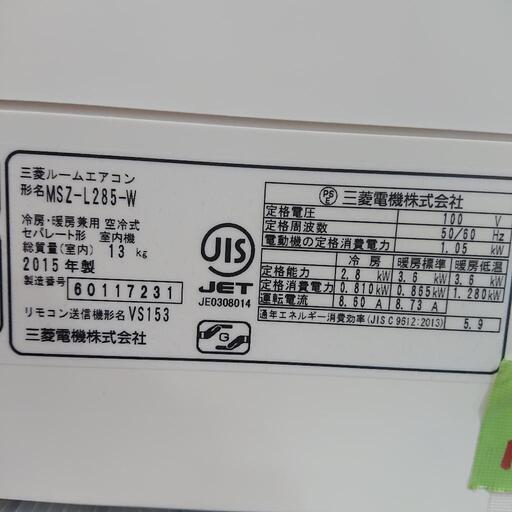 三菱ルームエアコン
形名 MSZ-L285-W
冷房・暖房兼用 空冷式
セパレート形 室内機
総質量(室内) 13 kg
2015年製
製造番号 60117231
リモコン送信機形名 VS153
三菱電機株式会社
JIS
JET
JE0308014
G
PS E 三菱電機株式会社
定格電圧 100 V
定格周波数 50/60 Hz
電動機の定格消費電力 1.05 kW
冷房 暖房標準 暖房低温
定格能力 2.8 kW 3.6 kW 3.6 kW
定格消費電力 0.810kW 0.865kW 1.280kW
運転電流 8.60 A 8.73 A
通年エネルギー消費効率(JIS C 9612:2013) 5.9